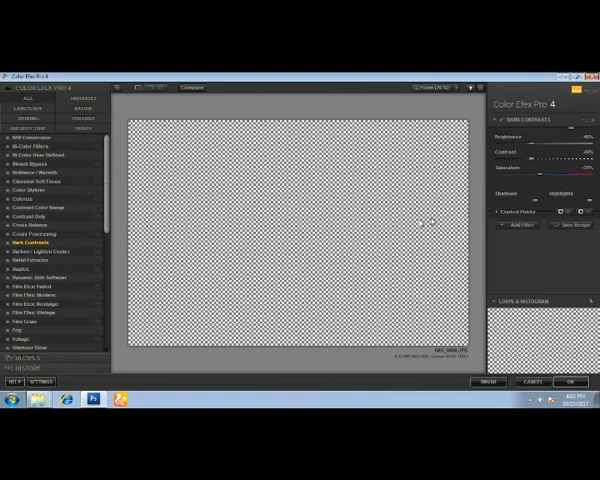 Color Efex Pro 4
COLOR EFEX PRO 4
ALL FAVORITES
LANDSCAPE NATURE
WEDDING PORTRAIT
ARCHITECTURE TRAVEL
B/W Conversion
Bi-Color Filters
Bi-Color User Defined
Bleach Bypass
Brilliance / Warmth
Classical Soft Focus
Color Stylizer
Colorize
Contrast Color Range
Contrast Only
Cross Balance
Cross Processing
Dark Contrasts
Darken / Lighten Center
Detail Extractor
Duplex
Dynamic Skin Softener
Film Efex: Faded
Film Efex: Modern
Film Efex: Nostalgic
Film Efex: Vintage
Film Grain
Fog
Foliage
Glamour Glow
RECIPES
HISTORY
HELP SETTINGS
Compare
Zoom
Color Efex Pro 4
DARK CONTRASTS
Brightness
Contrast
Saturation
Shadows Highlights
Control Points
Add Filter Save Recipe
LOUPE & HISTOGRAM
BRUSH CANCEL OK
Ps